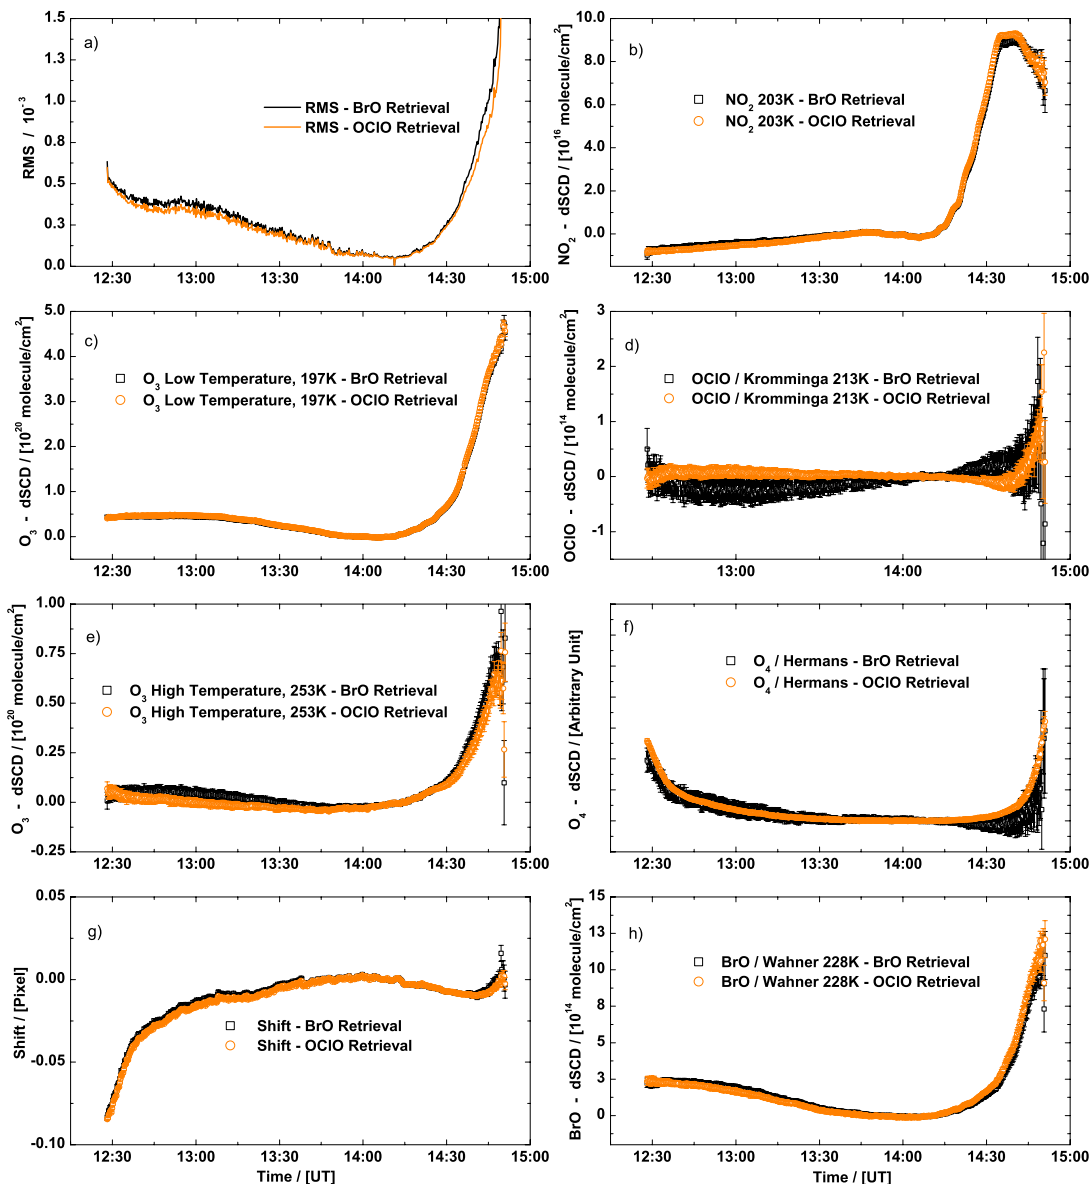 a)
RMS / 10⁻³
1.5
1.3
1.0
0.8
0.5
0.3
0.0
RMS - BrO Retrieval
RMS - OClO Retrieval
12:30 13:00 13:30 14:00 14:30 15:00
b)
NO₂ - dSCD / [10¹⁶ molecule/cm²]
10.0
8.0
6.0
4.0
2.0
0.0
NO₂ 203K - BrO Retrieval
NO₂ 203K - OClO Retrieval
12:30 13:00 13:30 14:00 14:30 15:00
c)
O₃ - dSCD / [10²⁰ molecule/cm²]
5.0
4.0
3.0
2.0
1.0
0.0
O₃ Low Temperature, 197K - BrO Retrieval
O₃ Low Temperature, 197K - OClO Retrieval
12:30 13:00 13:30 14:00 14:30 15:00
d)
OClO - dSCD / [10¹⁴ molecule/cm²]
3
2
1
0
-1
OClO / Kromminga 213K - BrO Retrieval
OClO / Kromminga 213K - OClO Retrieval
13:00 14:00 15:00
e)
O₃ - dSCD / [10²⁰ molecule/cm²]
1.00
0.75
0.50
0.25
0.00
-0.25
O₃ High Temperature, 253K - BrO Retrieval
O₃ High Temperature, 253K - OClO Retrieval
12:30 13:00 13:30 14:00 14:30 15:00
f)
O₄ - dSCD / [Arbitrary Unit]
O₄ / Hermans - BrO Retrieval
O₄ / Hermans - OClO Retrieval
12:30 13:00 13:30 14:00 14:30 15:00
g)
Shift / [Pixel]
0.05
0.00
-0.05
-0.10
Shift - BrO Retrieval
Shift - OClO Retrieval
12:30 13:00 13:30 14:00 14:30 15:00
Time / [UT]
h)
BrO - dSCD / [10¹⁴ molecule/cm²]
15
13
10
8
5
3
0
BrO / Wahner 228K - BrO Retrieval
BrO / Wahner 228K - OClO Retrieval
12:30 13:00 13:30 14:00 14:30 15:00
Time / [UT]